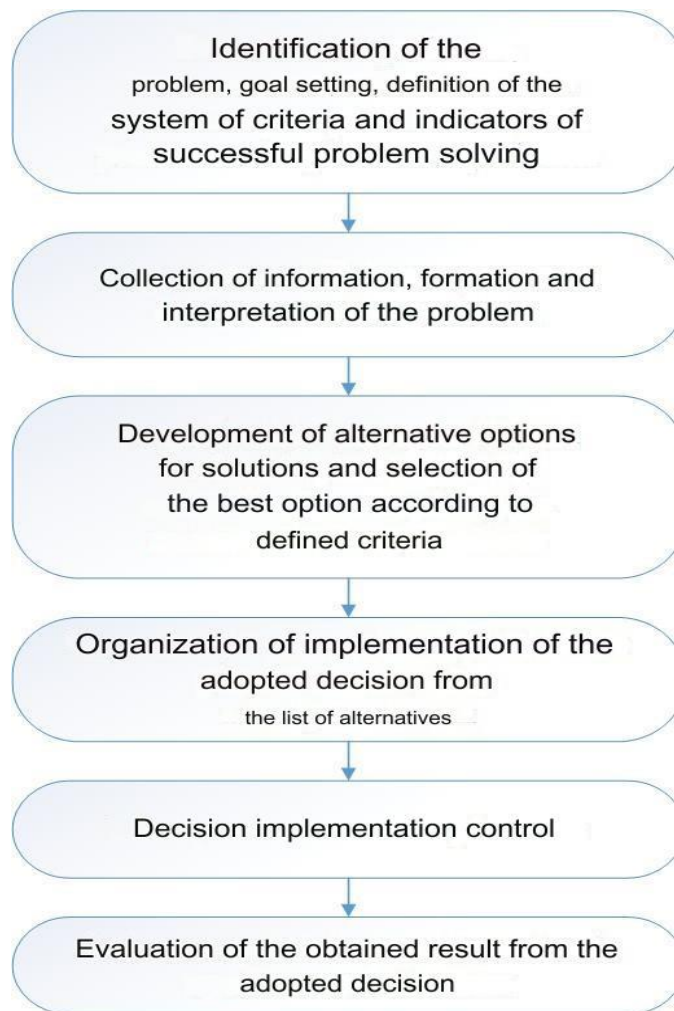 Identification of the
problem, goal setting, definition of the
system of criteria and indicators of
successful problem solving
Collection of information, formation and
interpretation of the problem
Development of alternative options
for solutions and selection of
the best option according to
defined criteria
Organization of implementation of the
adopted decision from
the list of alternatives
Decision implementation control
Evaluation of the obtained result from the
adopted decision